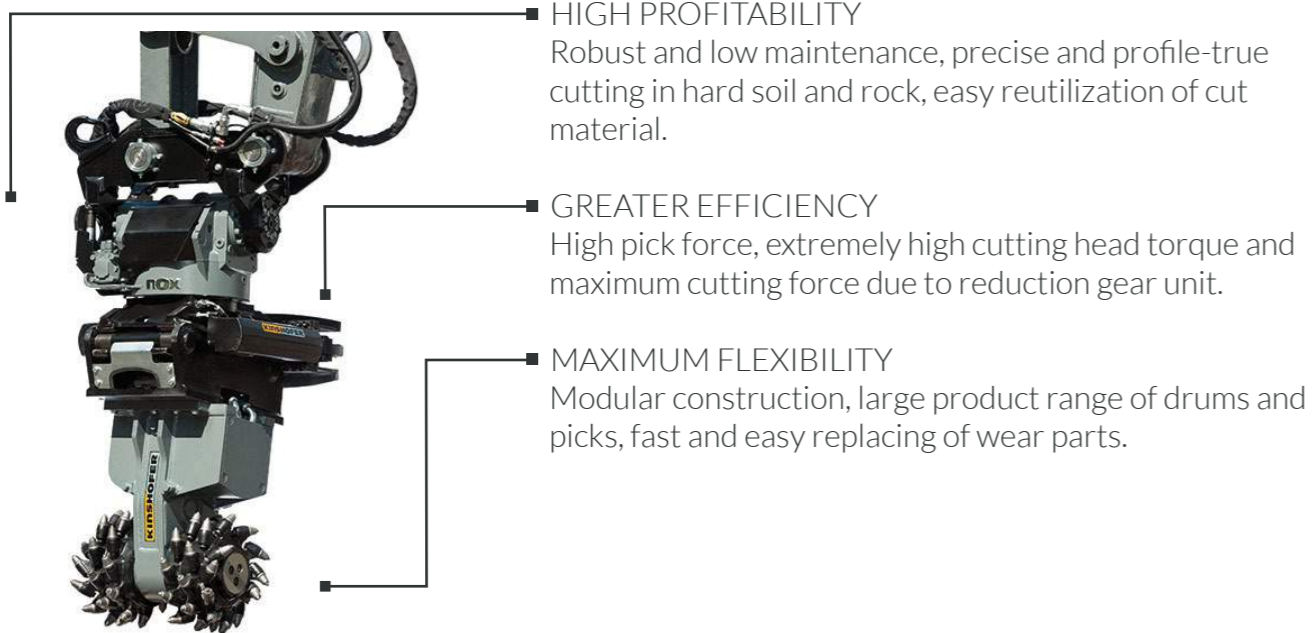 HIGH PROFITABILITY
Robust and low maintenance, precise and profile-true
cutting in hard soil and rock, easy reutilization of cut
material.
GREATER EFFICIENCY
High pick force, extremely high cutting head torque and
maximum cutting force due to reduction gear unit.
MAXIMUM FLEXIBILITY
Modular construction, large product range of drums and
picks, fast and easy replacing of wear parts.
nox
KINSHOFER
KINSHOFER